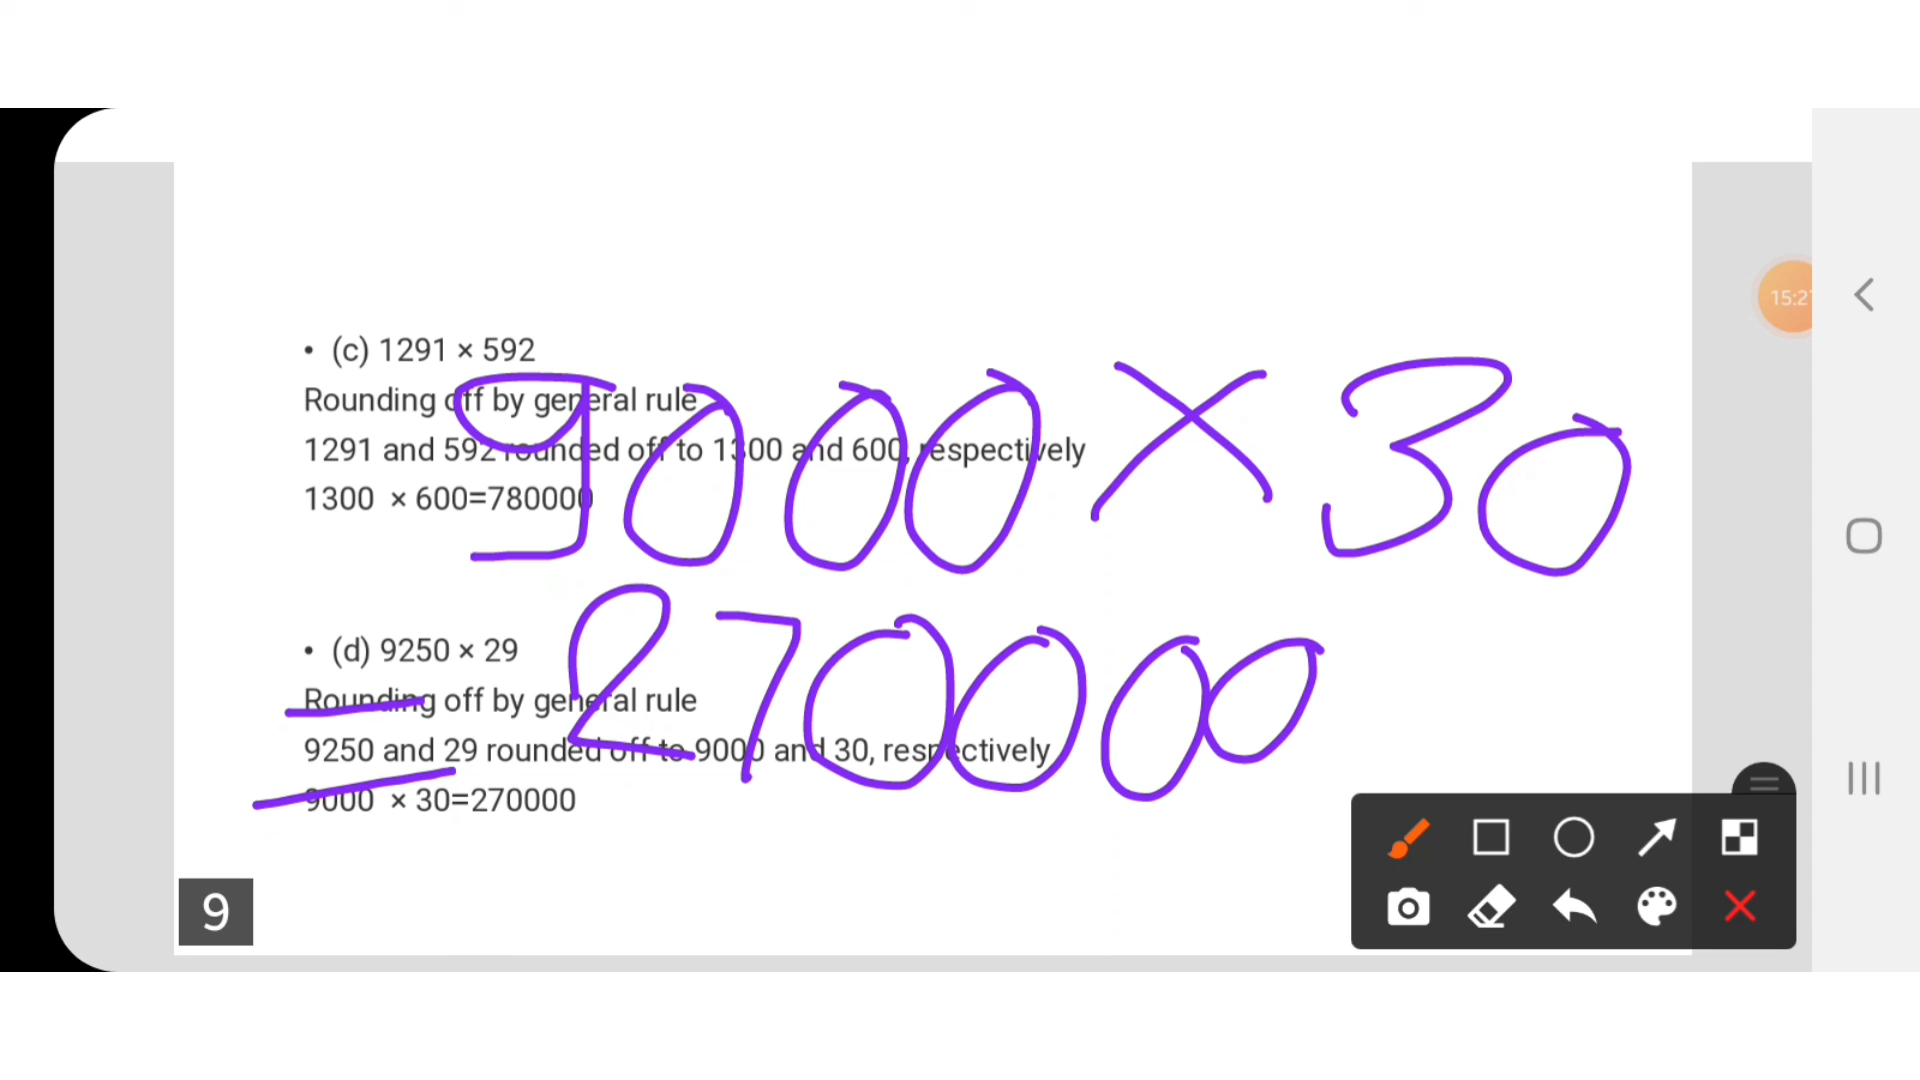 • (c) 1291 × 592
Rounding off by general rule
1291 and 592 rounded off to 1300 and 600, respectively
1300 × 600=780000
9000 × 30
270000
• (d) 9250 × 29
Rounding off by general rule
9250 and 29 rounded off to 9000 and 30, respectively
9000 × 30=270000
9